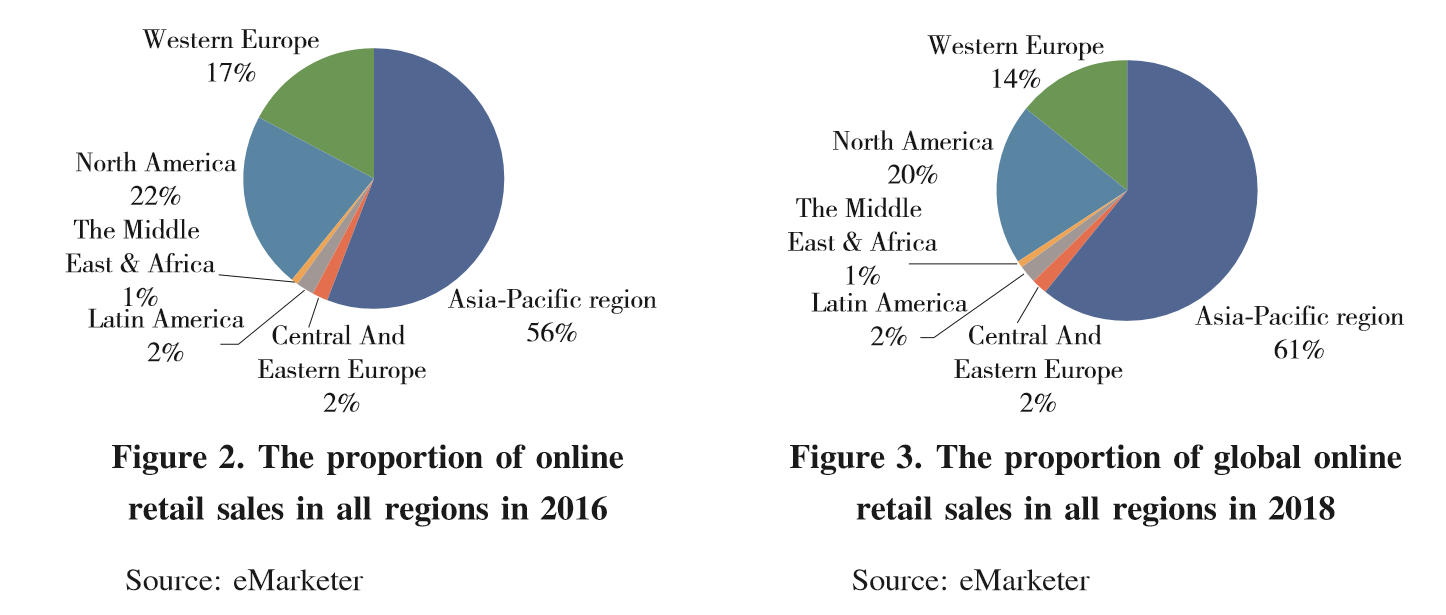 Western Europe
17%
North America
22%
The Middle
East & Africa
1%
Latin America
2%
Central And
Eastern Europe
2%
Asia-Pacific region
56%
Figure 2. The proportion of online
retail sales in all regions in 2016
Source: eMarketer
Western Europe
14%
North America
20%
The Middle
East & Africa
1%
Latin America
2%
Central And
Eastern Europe
2%
Asia-Pacific region
61%
Figure 3. The proportion of global online
retail sales in all regions in 2018
Source: eMarketer